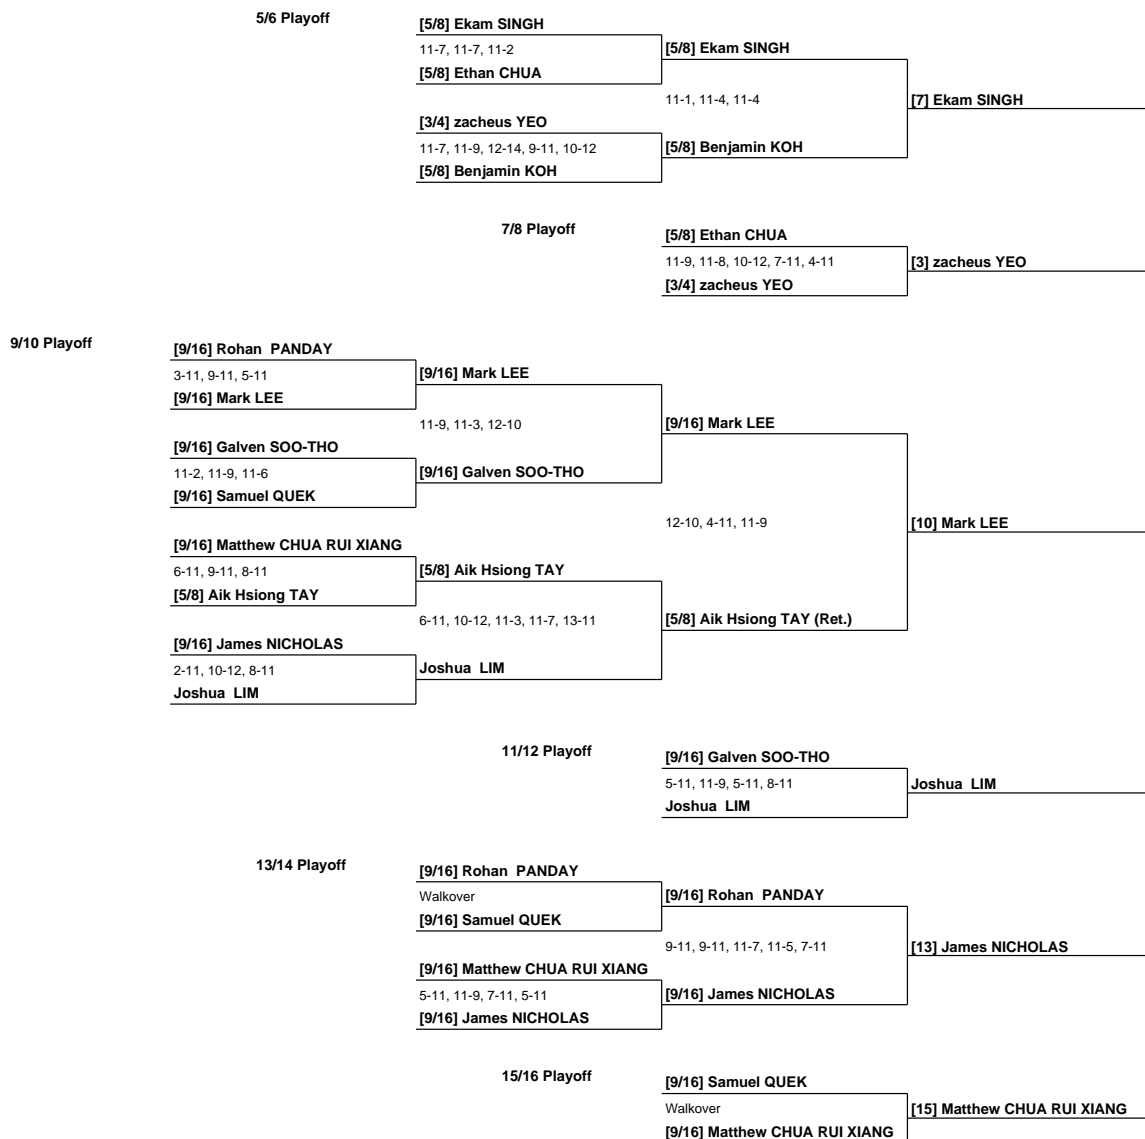 5/6 Playoff
[5/8] Ekam SINGH
11-7, 11-7, 11-2
[5/8] Ekam SINGH
[5/8] Ethan CHUA
11-1, 11-4, 11-4
[7] Ekam SINGH
[3/4] zacheus YEO
11-7, 11-9, 12-14, 9-11, 10-12
[5/8] Benjamin KOH
[5/8] Benjamin KOH
7/8 Playoff
[5/8] Ethan CHUA
11-9, 11-8, 10-12, 7-11, 4-11
[3] zacheus YEO
[3/4] zacheus YEO
9/10 Playoff
[9/16] Rohan  PANDAY
3-11, 9-11, 5-11
[9/16] Mark LEE
[9/16] Mark LEE
11-9, 11-3, 12-10
[9/16] Mark LEE
[9/16] Galven SOO-THO
11-2, 11-9, 11-6
[9/16] Galven SOO-THO
[9/16] Samuel QUEK
12-10, 4-11, 11-9
[10] Mark LEE
[9/16] Matthew CHUA RUI XIANG
6-11, 9-11, 8-11
[5/8] Aik Hsiong TAY
[5/8] Aik Hsiong TAY
6-11, 10-12, 11-3, 11-7, 13-11
[5/8] Aik Hsiong TAY (Ret.)
[9/16] James NICHOLAS
2-11, 10-12, 8-11
Joshua  LIM
Joshua  LIM
11/12 Playoff
[9/16] Galven SOO-THO
5-11, 11-9, 5-11, 8-11
Joshua  LIM
Joshua  LIM
13/14 Playoff
[9/16] Rohan  PANDAY
Walkover
[9/16] Rohan  PANDAY
[9/16] Samuel QUEK
9-11, 9-11, 11-7, 11-5, 7-11
[13] James NICHOLAS
[9/16] Matthew CHUA RUI XIANG
5-11, 11-9, 7-11, 5-11
[9/16] James NICHOLAS
[9/16] James NICHOLAS
15/16 Playoff
[9/16] Samuel QUEK
Walkover
[15] Matthew CHUA RUI XIANG
[9/16] Matthew CHUA RUI XIANG